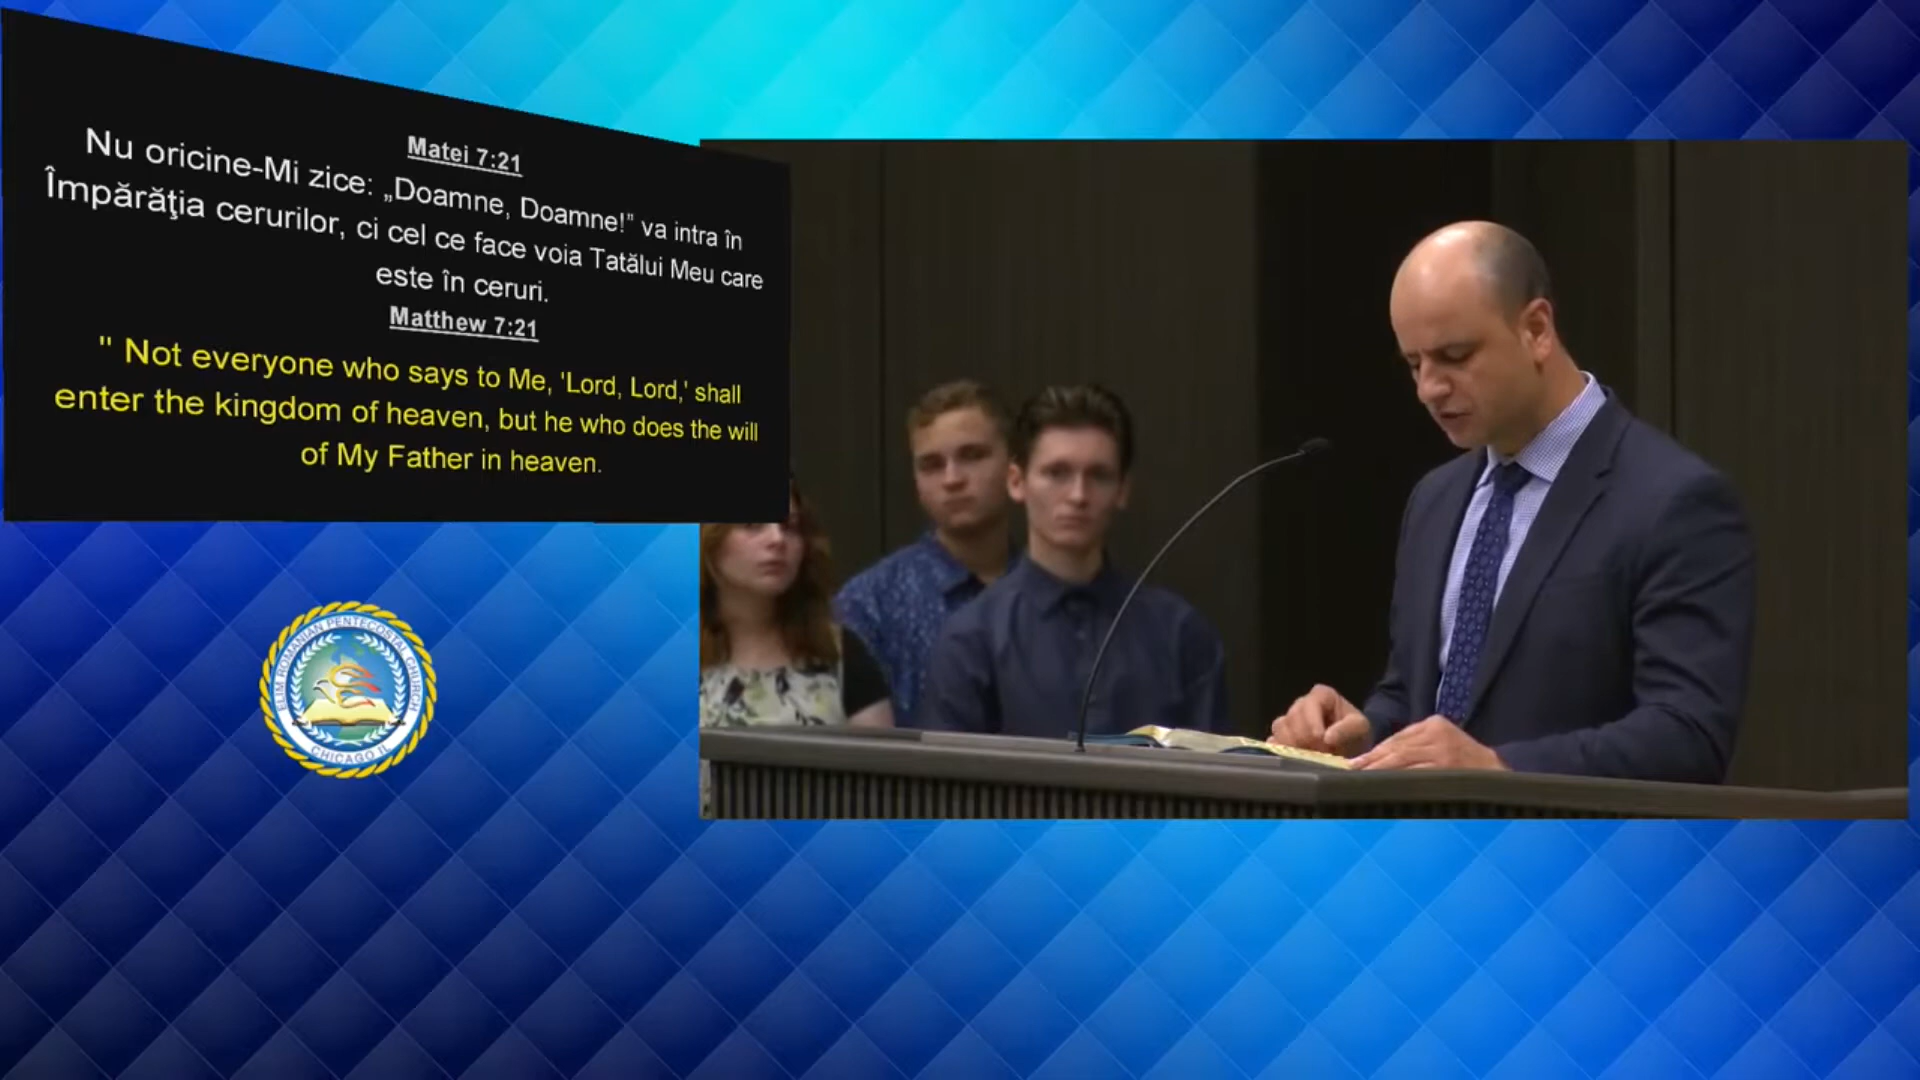 Matei 7:21
Nu oricine-Mi zice: „Doamne, Doamne!” va intra în
Împărăţia cerurilor, ci cel ce face voia Tatălui Meu care
este în ceruri.
Matthew 7:21
" Not everyone who says to Me, 'Lord, Lord,' shall
enter the kingdom of heaven, but he who does the will
of My Father in heaven.
ELIM ROMANIAN PENTECOSTAL CHURCH
CHICAGO IL